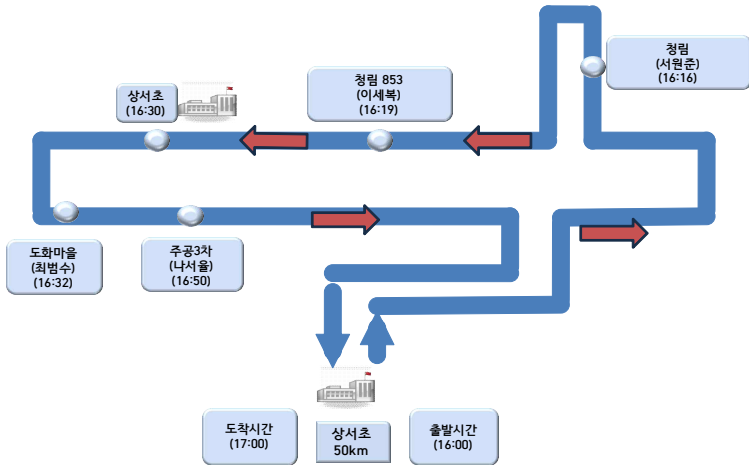 청림
(서원준)
(16:16)
청림 853
(이세복)
(16:19)
상서초
(16:30)
도화마을
(최범수)
(16:32)
주공3차
(나서율)
(16:50)
도착시간
(17:00)
상서초
50km
출발시간
(16:00)